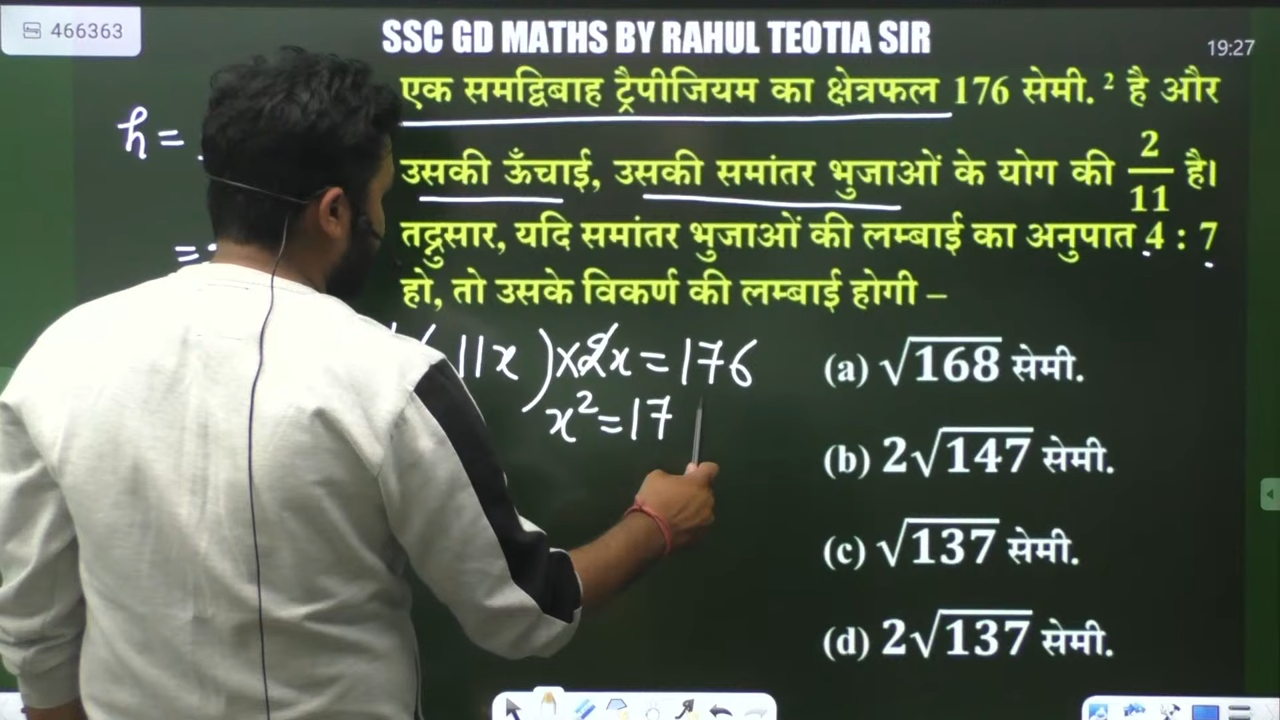 466363
SSC GD MATHS BY RAHUL TEOTIA SIR
19:27
एक समद्विबाह ट्रैपीजियम का क्षेत्रफल 176 सेमी. ² है और
h=
उसकी ऊँचाई, उसकी समांतर भुजाओं के योग की 2/11 है।
तद्नुसार, यदि समांतर भुजाओं की लम्बाई का अनुपात 4 : 7
=
हो, तो उसके विकर्ण की लम्बाई होगी –
11x)×2x=176
x²=17
(a) √168 सेमी.
(b) 2√147 सेमी.
(c) √137 सेमी.
(d) 2√137 सेमी.